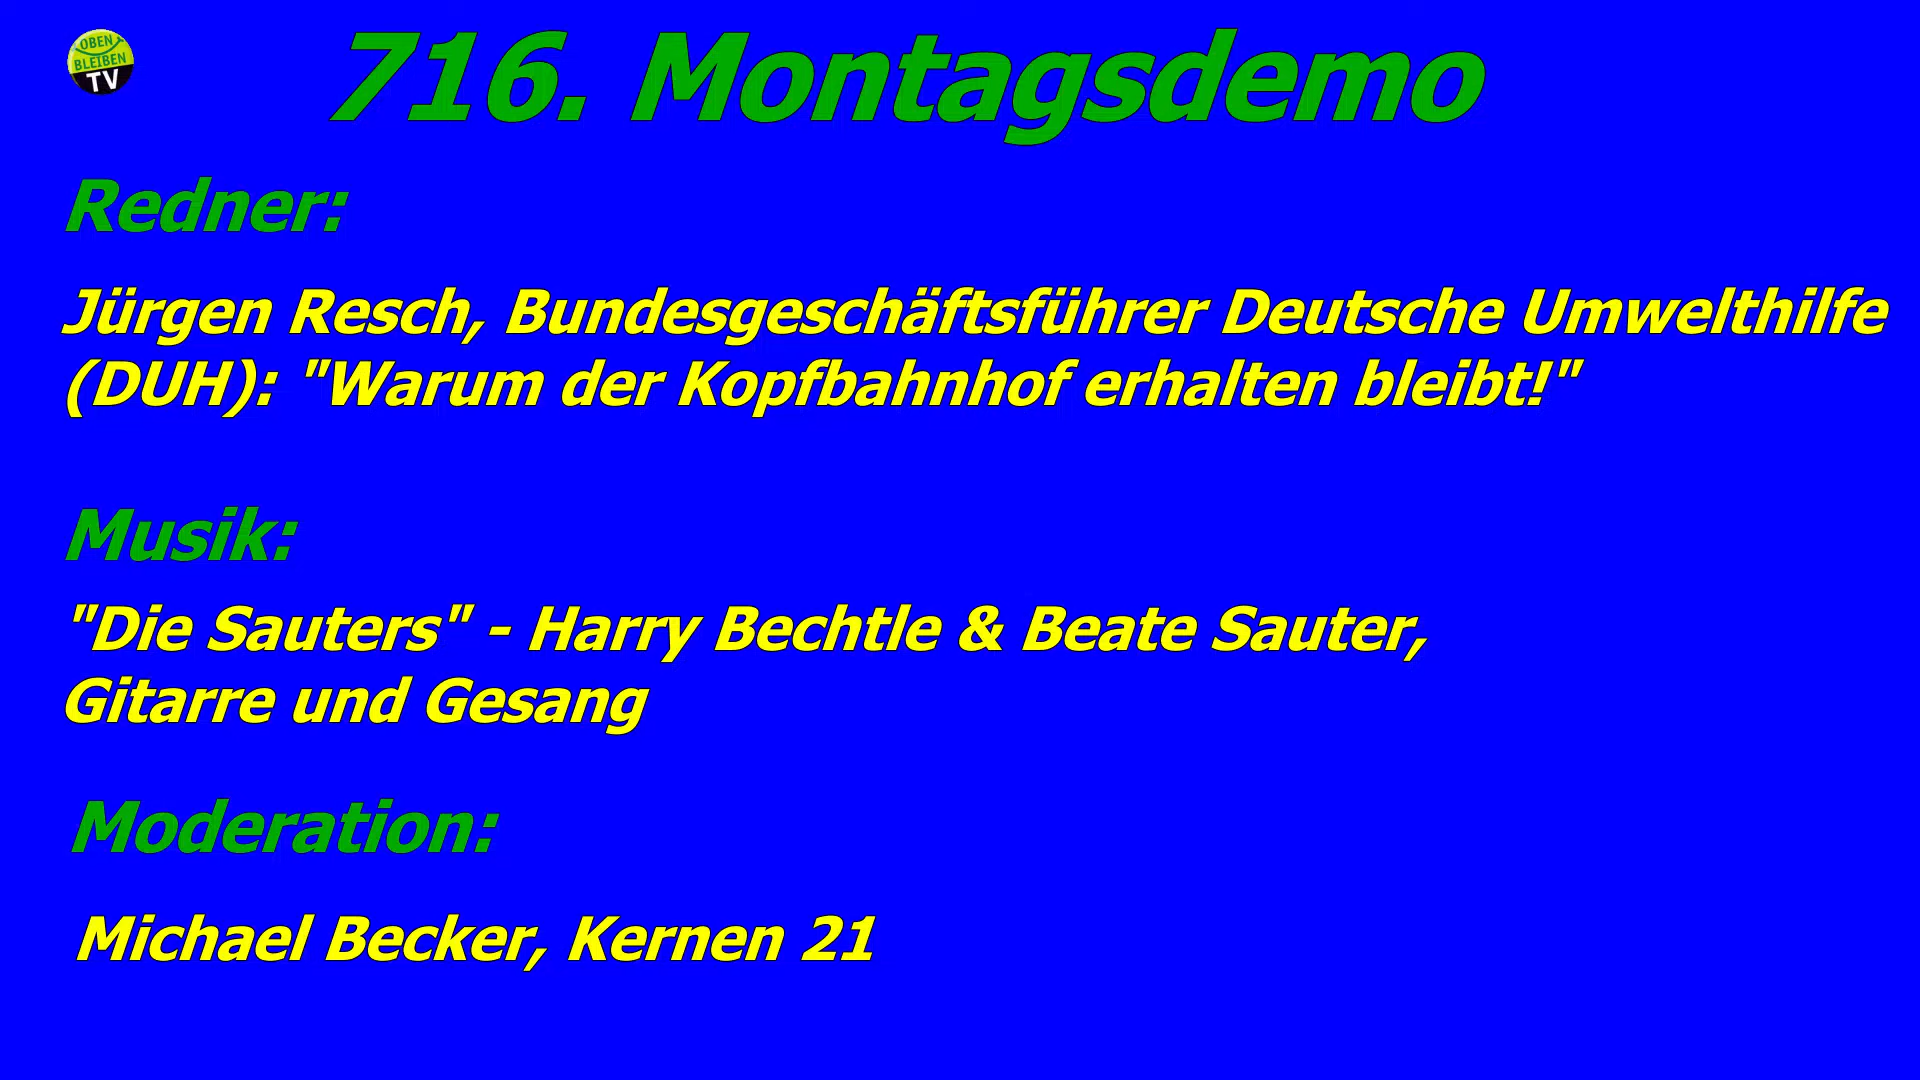 OBEN
BLEIBEN
TV
716. Montagsdemo
Redner:
Jürgen Resch, Bundesgeschäftsführer Deutsche Umwelthilfe
(DUH): "Warum der Kopfbahnhof erhalten bleibt!"
Musik:
"Die Sauters" - Harry Bechtle & Beate Sauter,
Gitarre und Gesang
Moderation:
Michael Becker, Kernen 21